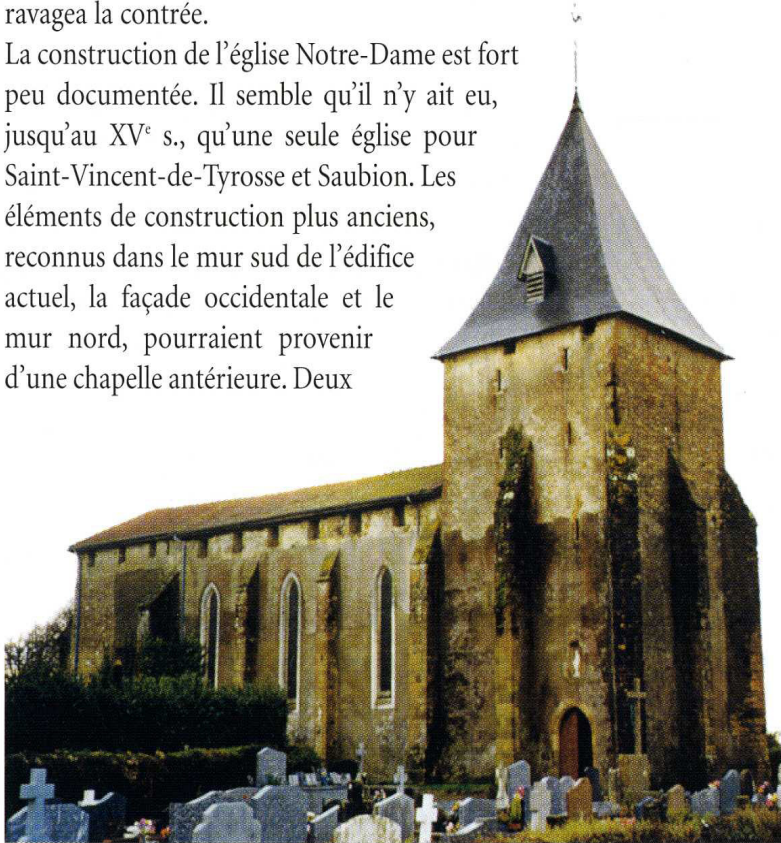 ravagea la contrée.
La construction de l’église Notre-Dame est fort
peu documentée. Il semble qu’il n’y ait eu,
jusqu’au XVᵉ s., qu’une seule église pour
Saint-Vincent-de-Tyrosse et Saubion. Les
éléments de construction plus anciens,
reconnus dans le mur sud de l’édifice
actuel, la façade occidentale et le
mur nord, pourraient provenir
d’une chapelle antérieure. Deux